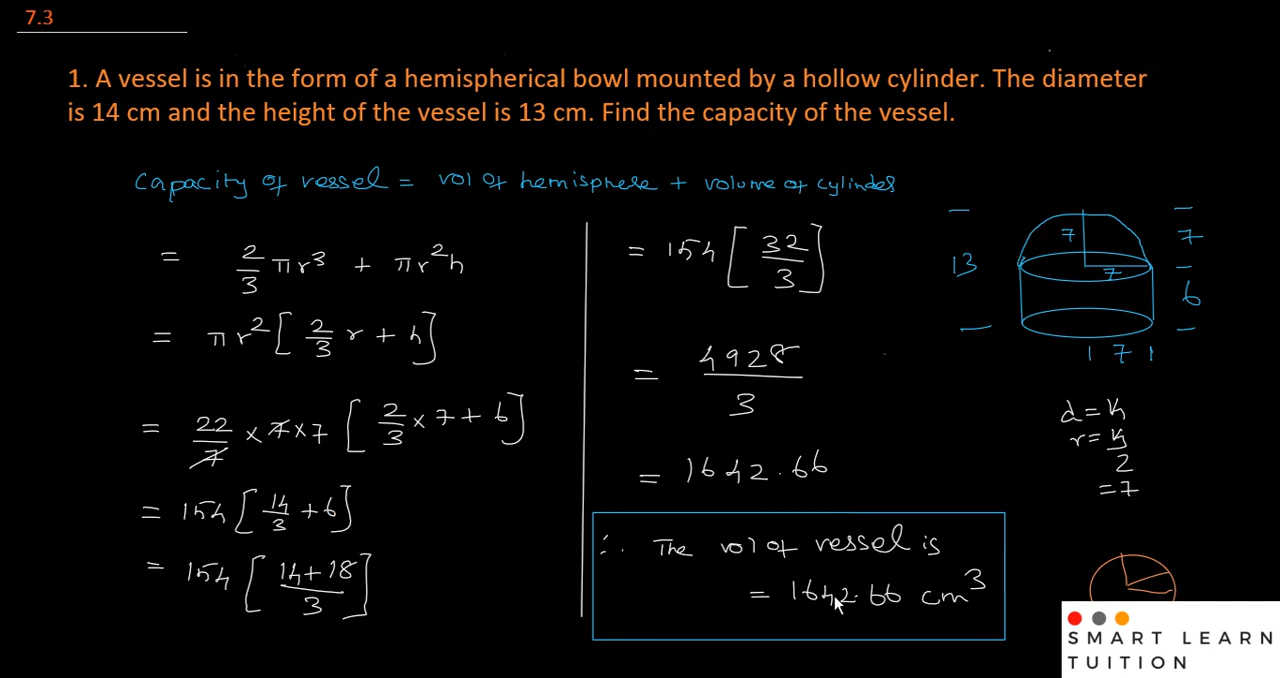 7.3
1. A vessel is in the form of a hemispherical bowl mounted by a hollow cylinder. The diameter
is 14 cm and the height of the vessel is 13 cm. Find the capacity of the vessel.
Capacity of vessel = vol of hemisphere + volume of cylinder
= 2/3 πr³ + πr²h
= πr² [2/3 r + h]
= 22/7 × 7 × 7 [2/3 × 7 + 6]
= 154 [14/3 + 6]
= 154 [14+18/3]
= 154 [32/3]
= 4928/3
= 1642.66
∴ The vol of vessel is
= 1642.66 cm³
13
7
7
7
6
7
d = 14
r = 14/2
= 7
SMART LEARN
TUITION